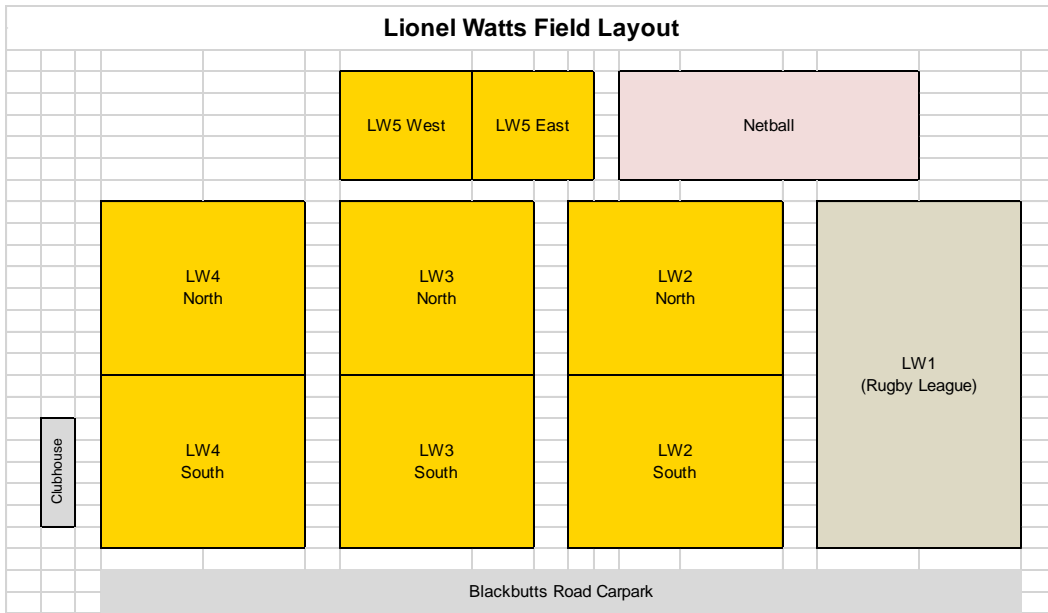 Lionel Watts Field Layout
LW5 West
LW5 East
Netball
LW4
North
LW3
North
LW2
North
LW1
(Rugby League)
Clubhouse
LW4
South
LW3
South
LW2
South
Blackbutts Road Carpark